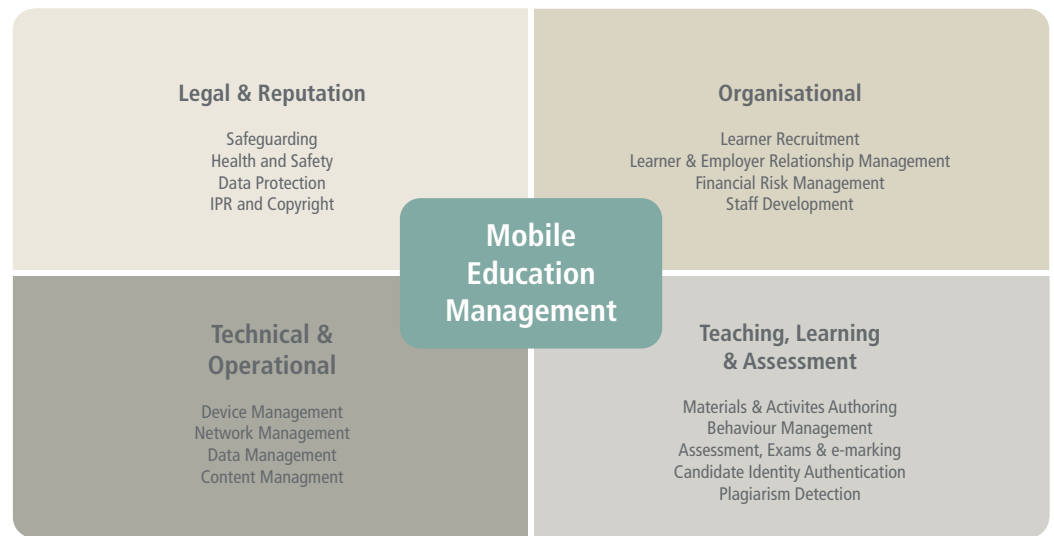 Legal & Reputation
Safeguarding
Health and Safety
Data Protection
IPR and Copyright
Organisational
Learner Recruitment
Learner & Employer Relationship Management
Financial Risk Management
Staff Development
Mobile
Education
Management
Technical &
Operational
Device Management
Network Management
Data Management
Content Managment
Teaching, Learning
& Assessment
Materials & Activites Authoring
Behaviour Management
Assessment, Exams & e-marking
Candidate Identity Authentication
Plagiarism Detection